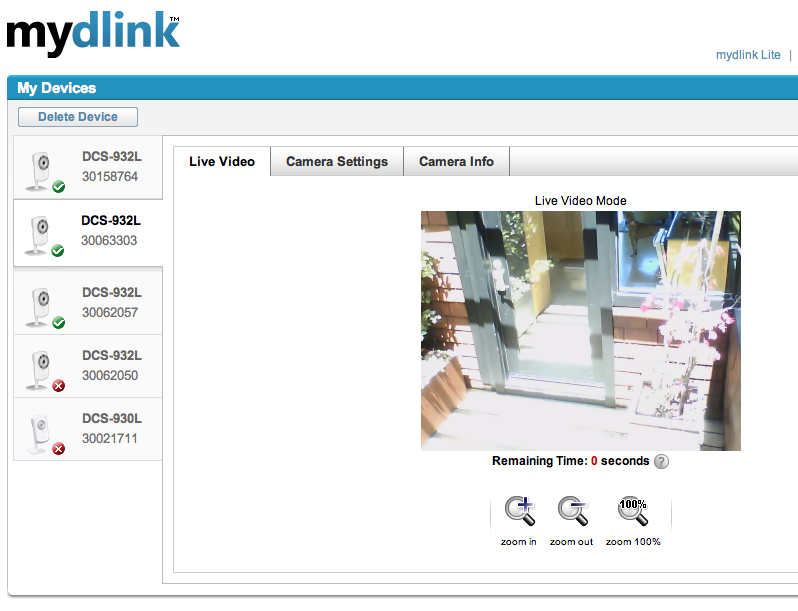 mydlink™
mydlink Lite |
My Devices
Delete Device
DCS-932L
30158764
DCS-932L
30063303
DCS-932L
30062057
DCS-932L
30062050
DCS-930L
30021711
Live Video
Camera Settings
Camera Info
Live Video Mode
Remaining Time: 0 seconds ?
100%
zoom in
zoom out
zoom 100%